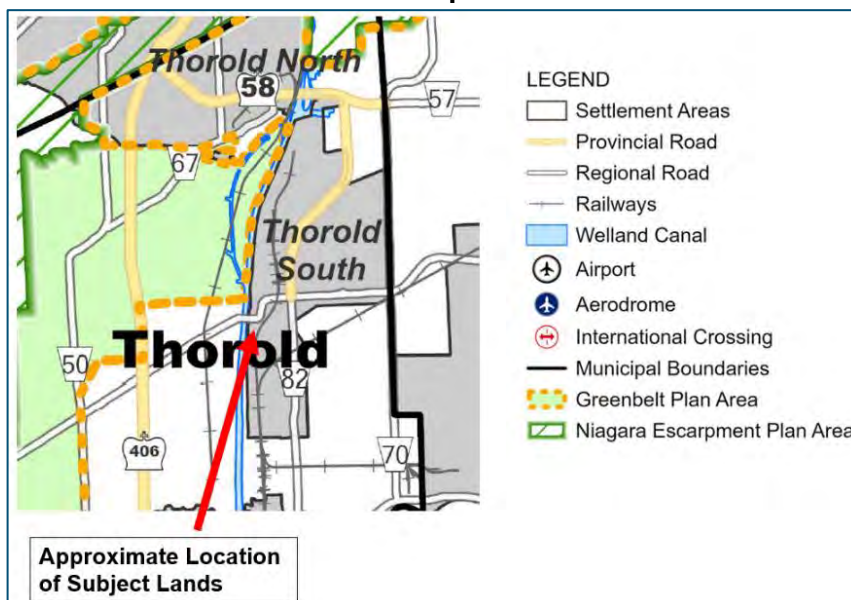 Thorold North
58
57
67
Thorold
South
Thorold
50
82
406
70
Approximate Location
of Subject Lands
LEGEND
Settlement Areas
Provincial Road
Regional Road
Railways
Welland Canal
Airport
Aerodrome
International Crossing
Municipal Boundaries
Greenbelt Plan Area
Niagara Escarpment Plan Area